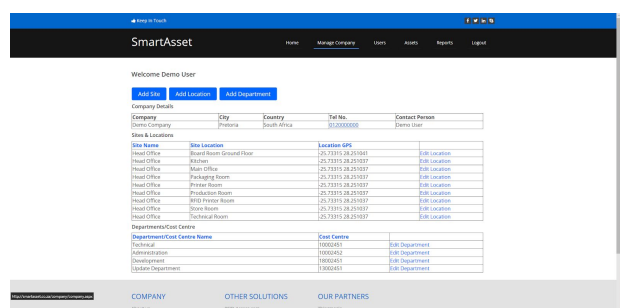 Keep In Touch
SmartAsset
Home Manage Company Users Assets Reports Logout
Welcome Demo User
Add Site Add Location Add Department
Company Details
Company City Country Tel No. Contact Person
Demo Company Pretoria South Africa 0120000000 Demo User
Sites & Locations
Site Name Site Location Location GPS
Head Office Board Room Ground Floor -25.73315 28.251041 Edit Location
Head Office Kitchen -25.73315 28.251037 Edit Location
Head Office Main Office -25.73315 28.251037 Edit Location
Head Office Packaging Room -25.73315 28.251037 Edit Location
Head Office Printer Room -25.73315 28.251037 Edit Location
Head Office Production Room -25.73315 28.251037 Edit Location
Head Office RFID Printer Room -25.73315 28.251037 Edit Location
Head Office Store Room -25.73315 28.251037 Edit Location
Head Office Technical Room -25.73315 28.251037 Edit Location
Departments/Cost Centre
Department/Cost Centre Name Cost Centre
Technical 10002451 Edit Department
Administration 10002452 Edit Department
Development 18002451 Edit Department
Update Department 13002451 Edit Department
COMPANY OTHER SOLUTIONS OUR PARTNERS
http://smartasset.co.za/company/company.aspx